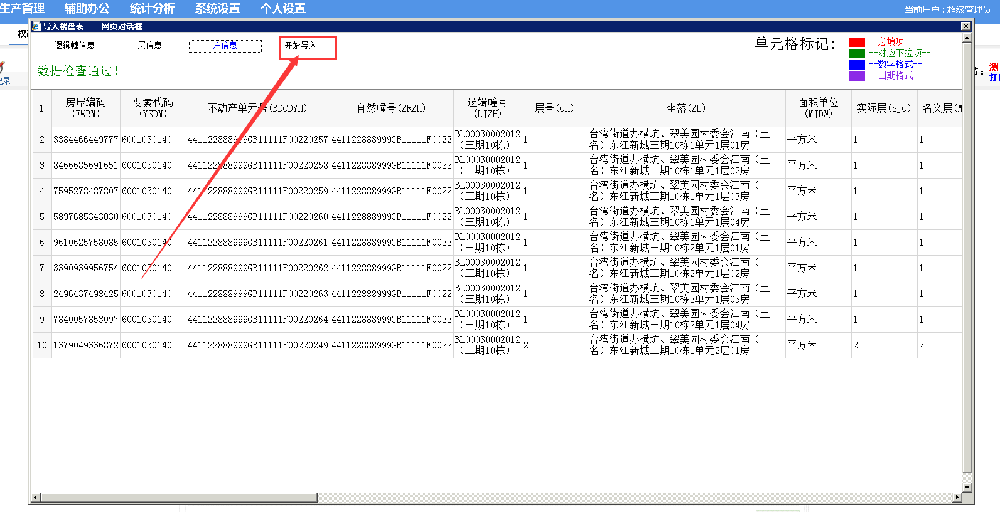 生产管理 辅助办公 统计分析 系统设置 个人设置 当前用户：超级管理员
导入楼盘表 -- 网页对话框
权
逻辑幢信息 层信息 户信息 开始导入 单元格标记：
--必填项--
--对应下拉项--
--数字格式--
--日期格式--
数据检查通过！
记录
节：
测
打
1 房屋编码(FWBM) 要素代码(YSDM) 不动产单元号(BDCDYH) 自然幢号(ZRZH) 逻辑幢号(LJZH) 层号(CH) 坐落(ZL) 面积单位(MJDW) 实际层(SJC) 名义层(M
2 3384466449777 6001030140 441122888999GB11111F00220257 441122888999GB11111F0022 BL00030002012（三期10栋） 1 台湾街道办横坑、翠美园村委会江南（土名）东江新城三期10栋1单元1层01房 平方米 1 1
3 8466685691651 6001030140 441122888999GB11111F00220258 441122888999GB11111F0022 BL00030002012（三期10栋） 1 台湾街道办横坑、翠美园村委会江南（土名）东江新城三期10栋1单元1层02房 平方米 1 1
4 7595278487807 6001030140 441122888999GB11111F00220259 441122888999GB11111F0022 BL00030002012（三期10栋） 1 台湾街道办横坑、翠美园村委会江南（土名）东江新城三期10栋1单元1层03房 平方米 1 1
5 5897685343030 6001030140 441122888999GB11111F00220260 441122888999GB11111F0022 BL00030002012（三期10栋） 1 台湾街道办横坑、翠美园村委会江南（土名）东江新城三期10栋1单元1层04房 平方米 1 1
6 9610625758085 6001030140 441122888999GB11111F00220261 441122888999GB11111F0022 BL00030002012（三期10栋） 1 台湾街道办横坑、翠美园村委会江南（土名）东江新城三期10栋2单元1层01房 平方米 1 1
7 3390939956754 6001030140 441122888999GB11111F00220262 441122888999GB11111F0022 BL00030002012（三期10栋） 1 台湾街道办横坑、翠美园村委会江南（土名）东江新城三期10栋2单元1层02房 平方米 1 1
8 2496437498425 6001030140 441122888999GB11111F00220263 441122888999GB11111F0022 BL00030002012（三期10栋） 1 台湾街道办横坑、翠美园村委会江南（土名）东江新城三期10栋2单元1层03房 平方米 1 1
9 7840057853097 6001030140 441122888999GB11111F00220264 441122888999GB11111F0022 BL00030002012（三期10栋） 1 台湾街道办横坑、翠美园村委会江南（土名）东江新城三期10栋2单元1层04房 平方米 1 1
10 1379049336872 6001030140 441122888999GB11111F00220249 441122888999GB11111F0022 BL00030002012（三期10栋） 2 台湾街道办横坑、翠美园村委会江南（土名）东江新城三期10栋1单元2层01房 平方米 2 2